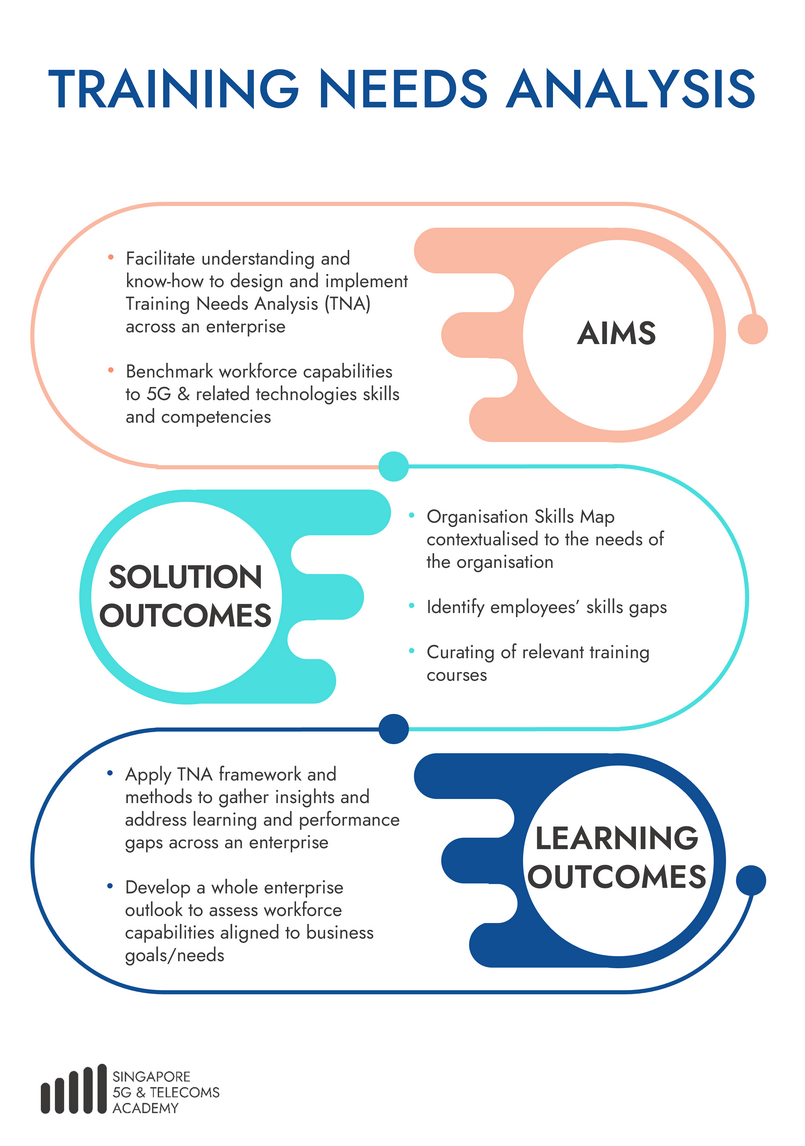 TRAINING NEEDS ANALYSIS
• Facilitate understanding and
know-how to design and implement
Training Needs Analysis (TNA)
across an enterprise
• Benchmark workforce capabilities
to 5G & related technologies skills
and competencies
AIMS
SOLUTION
OUTCOMES
• Organisation Skills Map
contextualised to the needs of
the organisation
• Identify employees’ skills gaps
• Curating of relevant training
courses
• Apply TNA framework and
methods to gather insights and
address learning and performance
gaps across an enterprise
• Develop a whole enterprise
outlook to assess workforce
capabilities aligned to business
goals/needs
LEARNING
OUTCOMES
SINGAPORE
5G & TELECOMS
ACADEMY